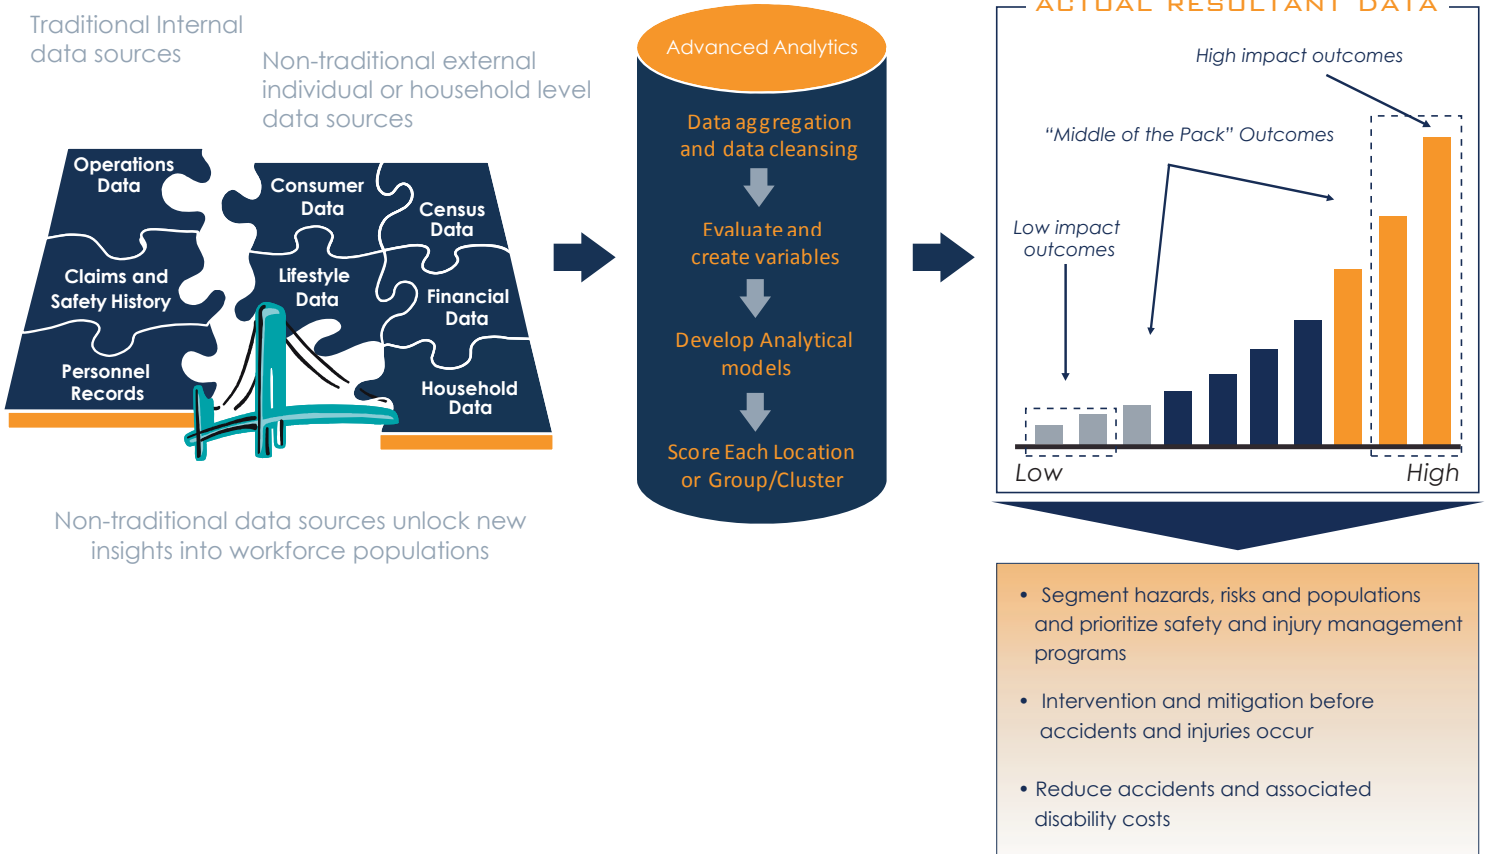 Traditional Internal
data sources
Non-traditional external
individual or household level
data sources
Operations
Data
Claims and
Safety History
Personnel
Records
Consumer
Data
Census
Data
Lifestyle
Data
Financial
Data
Household
Data
Non-traditional data sources unlock new
insights into workforce populations
Advanced Analytics
Data aggregation
and data cleansing
Evaluate and
create variables
Develop Analytical
models
Score Each Location
or Group/Cluster
ACTUAL RESULTANT DATA
High impact outcomes
“Middle of the Pack” Outcomes
Low impact
outcomes
Low
High
• Segment hazards, risks and populations
and prioritize safety and injury management
programs
• Intervention and mitigation before
accidents and injuries occur
• Reduce accidents and associated
disability costs